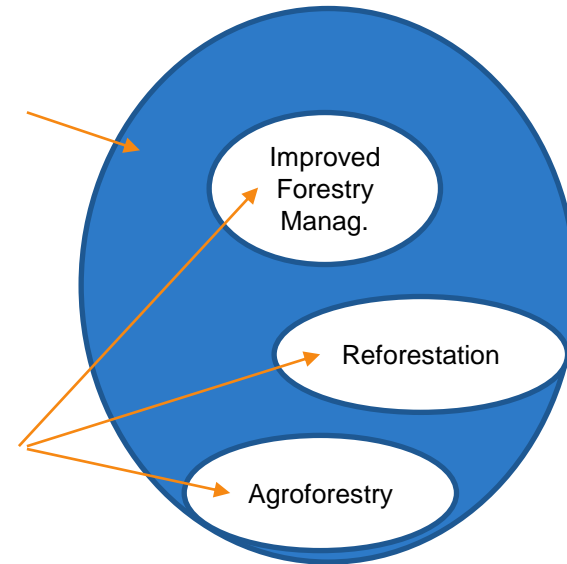 Improved
Forestry
Manag.
Reforestation
Agroforestry